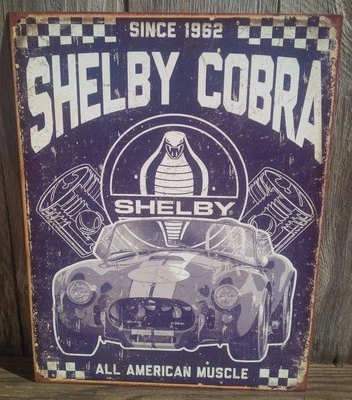 SINCE 1962
SHELBY COBRA
SHELBY
ALL AMERICAN MUSCLE